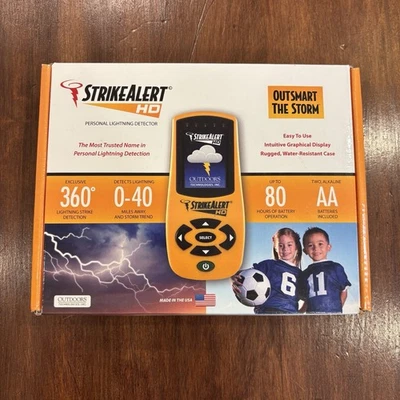 STRIKEALERT
HD
PERSONAL LIGHTNING DETECTOR
OUTSMART
THE STORM
The Most Trusted Name in
Personal Lightning Detection
Easy To Use
Intuitive Graphical Display
Rugged, Water-Resistant Case
STRIKEALERT
HD
OUTDOORS
TECHNOLOGIES, INC.
STRIKEALERT
HD
SELECT
EXCLUSIVE
360°
LIGHTNING STRIKE
DETECTION
DETECTS LIGHTNING
0-40
MILES AWAY
AND STORM TREND
UP TO
80
HOURS OF BATTERY
OPERATION
TWO, ALKALINE
AA
BATTERIES
INCLUDED
6
11
OUTDOORS
TECHNOLOGIES, INC.
MADE IN THE USA